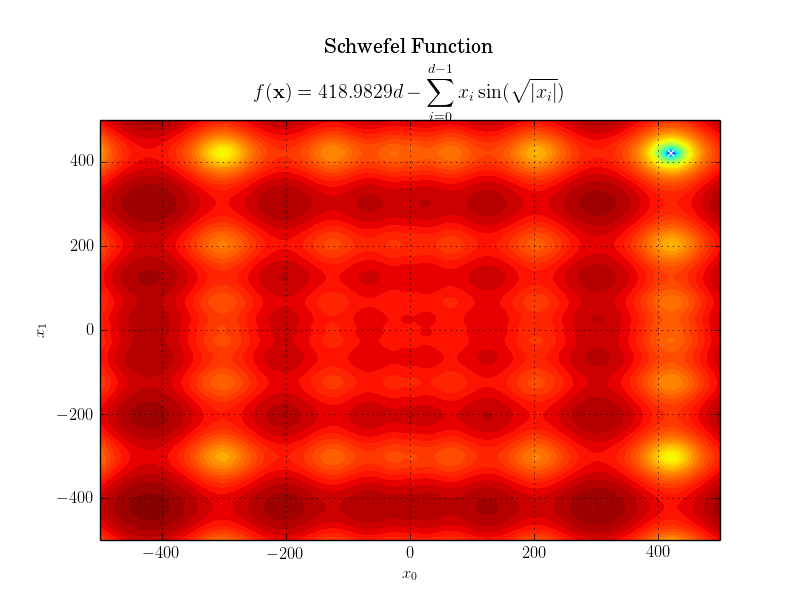 Schwefel Function
f(x) = 418.9829d − ∑_{i=0}^{d−1} x_i sin(√|x_i|)
400
200
0
−200
−400
x_1
−400 −200 0 200 400
x_0